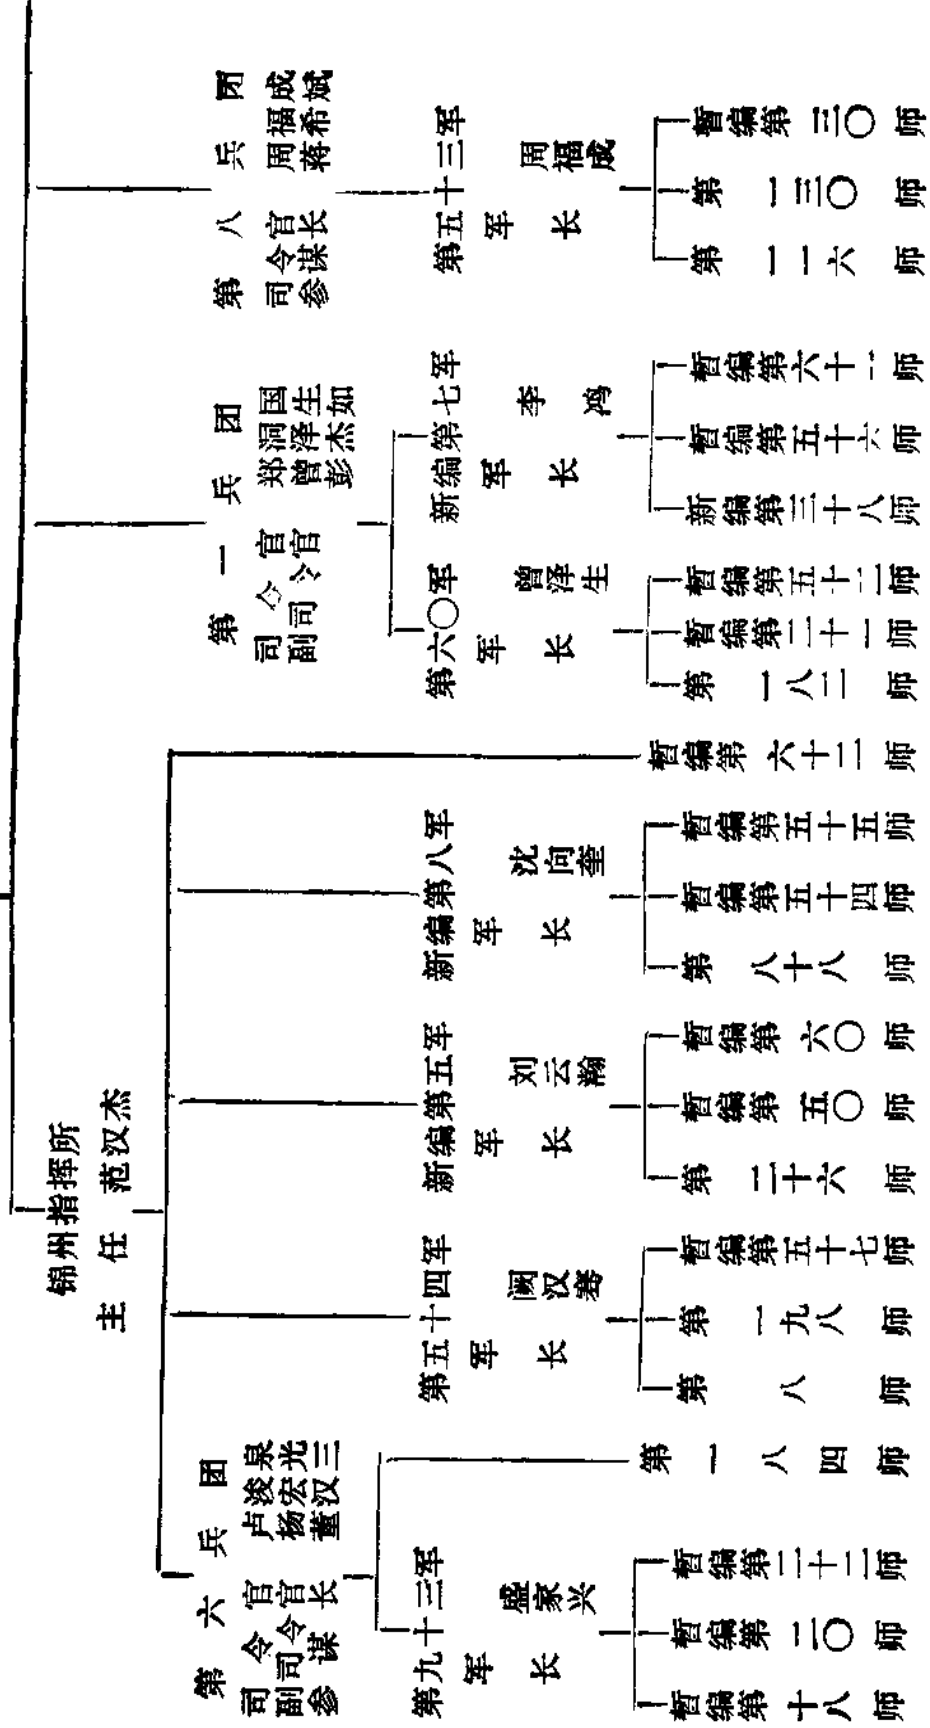 锦州指挥所
主任 范汉杰
第六兵团
司令官 卢浚泉
副司令官 杨宏光
参谋长 董汉三
第九十三军
军长 盛家兴
暂编第十八师
暂编第二〇师
暂编第二十二师
第一八四师
第五十四军
军长 阙汉骞
第八师
第一九八师
暂编第五十七师
新编第五军
军长 刘云瀚
第二十六师
暂编第五〇师
暂编第六〇师
新编第八军
军长 沈向奎
第八十八师
暂编第五十四师
暂编第五十五师
暂编第六十二师
第一兵团
司令官 郑洞国
副司令官 曾泽生
彭杰如
第六〇军
军长 曾泽生
第一八二师
暂编第二十一师
暂编第五十二师
新编第七军
军长 李鸿
新编第三十八师
暂编第五十六师
暂编第六十一师
第八兵团
司令官 周福成
参谋长 蒋希斌
第五十三军
军长 周福成
第一一六师
第一三〇师
暂编第三〇师